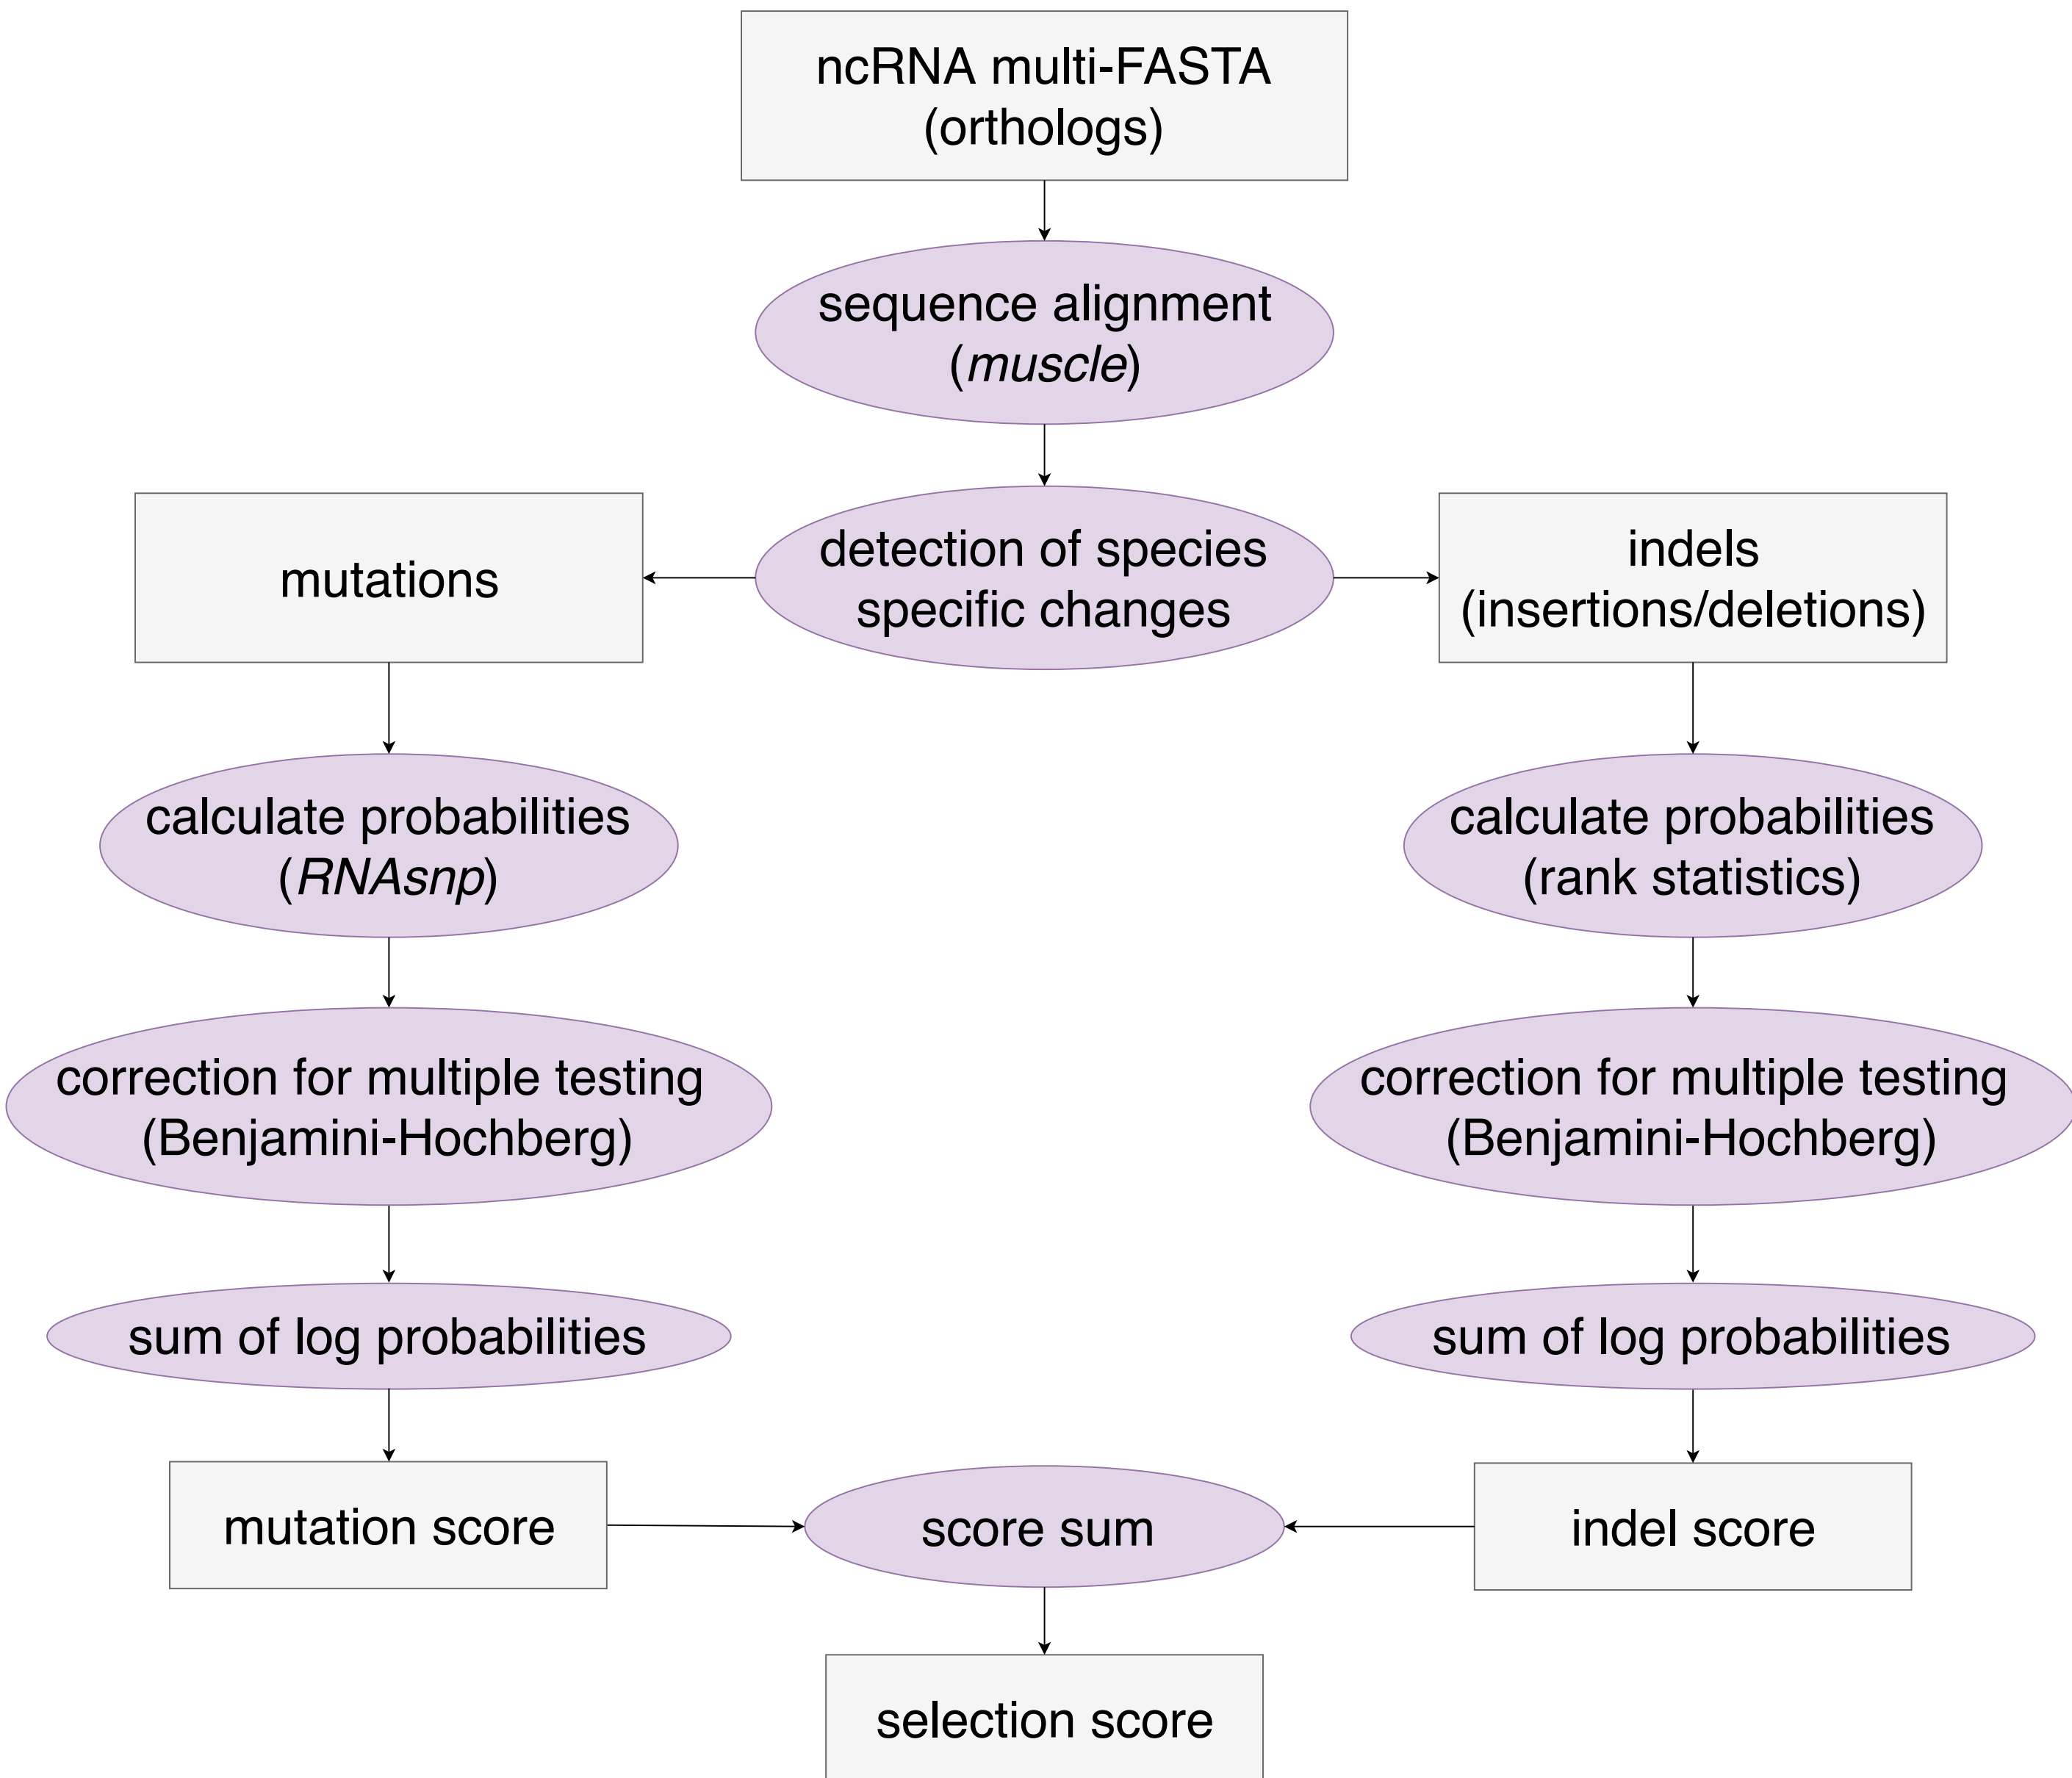 ncRNA multi-FASTA
(orthologs)
sequence alignment
(muscle)
mutations
detection of species
specific changes
indels
(insertions/deletions)
calculate probabilities
(RNAsnp)
calculate probabilities
(rank statistics)
correction for multiple testing
(Benjamini-Hochberg)
correction for multiple testing
(Benjamini-Hochberg)
sum of log probabilities
sum of log probabilities
mutation score
score sum
indel score
selection score